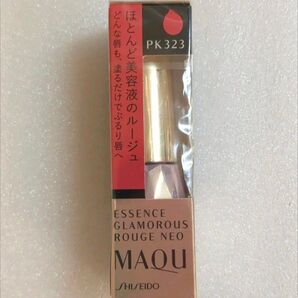 ほとんど美容液のルージュ
どんな唇も、塗るだけでぷるり唇へ
PK323
ESSENCE
GLAMOROUS
ROUGE NEO
MAQU
SHISEIDO